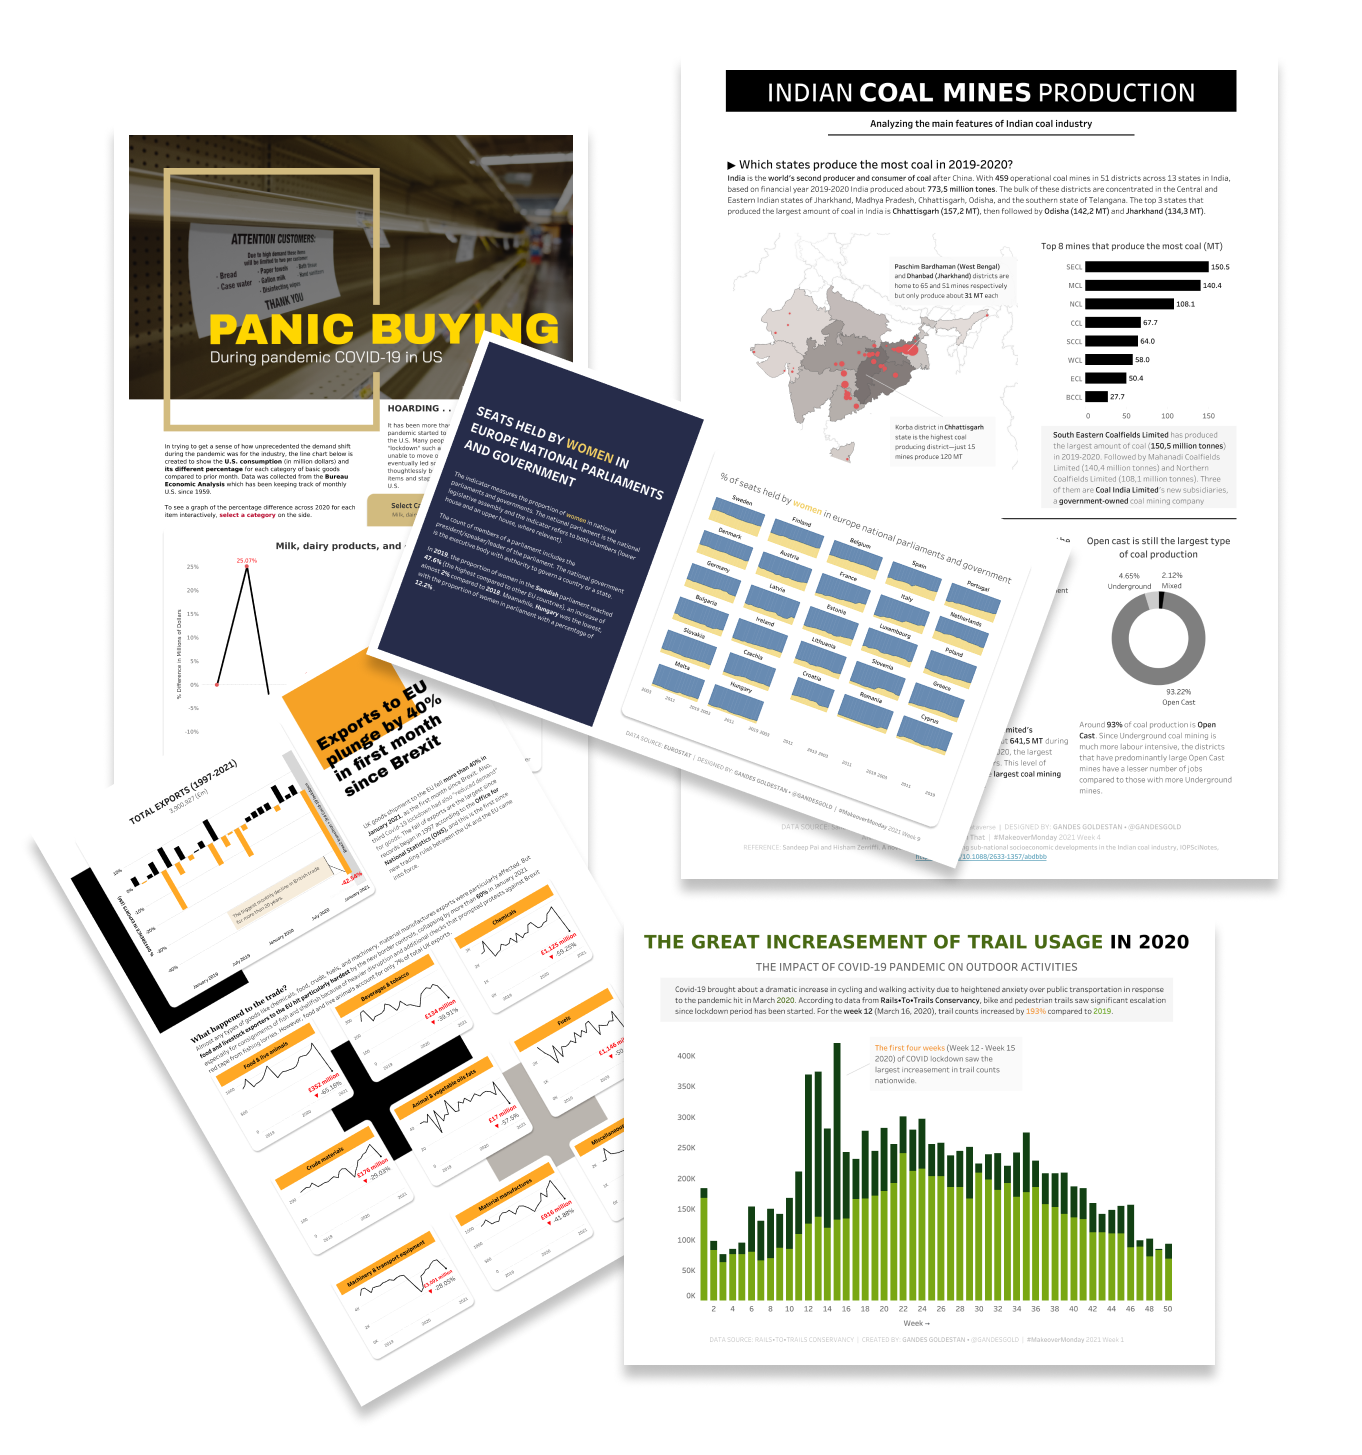 INDIAN COAL MINES PRODUCTION
Analyzing the main features of Indian coal industry
▶ Which states produce the most coal in 2019-2020?
India is the world's second producer and consumer of coal after China. With 459 operational coal mines in 51 districts across 13 states in India,
based on financial year 2019-2020 India produced about 773,5 million tones. The bulk of these districts are concentrated in the Central and
Eastern Indian states of Jharkhand, Madhya Pradesh, Chhattisgarh, Odisha, and the southern state of Telangana. The top 3 states that
produced the largest amount of coal in India is Chhattisgarh (157,2 MT), then followed by Odisha (142,2 MT) and Jharkhand (134,3 MT).
Paschim Bardhaman (West Bengal)
and Dhanbad (Jharkhand) districts are
home to 65 and 51 mines respectively
but only produce about 31 MT each
Korba district in Chhattisgarh
state is the highest coal
producing district—just 15
mines produce 120 MT
Top 8 mines that produce the most coal (MT)
SECL 150.5
MCL 140.4
NCL 108.1
CCL 67.7
SCCL 64.0
WCL 58.0
ECL 50.4
BCCL 27.7
0 50 100 150
South Eastern Coalfields Limited has produced
the largest amount of coal (150,5 million tonnes)
in 2019-2020. Followed by Mahanadi Coalfields
Limited (140,4 million tonnes) and Northern
Coalfields Limited (108,1 million tonnes). Three
of them are Coal India Limited's new subsidiaries,
a government-owned coal mining company
Open cast is still the largest type
of coal production
4.65%
Underground
2.12%
Mixed
93.22%
Open Cast
Around 93% of coal production is Open
Cast. Since Underground coal mining is
much more labour intensive, the districts
that have predominantly large Open Cast
mines have a lesser number of jobs
compared to those with more Underground
mines.
641,5 MT during
the largest
This level of
largest coal mining
DATA SOURCE:
DESIGNED BY: GANDES GOLDESTAN • @GANDESGOLD
That | #MakeoverMonday 2021 Week 4
REFERENCE: Sandeep Pai and Hisham Zerriffi. sub-national socioeconomic developments in the Indian coal industry, IOPSciNotes.
10.1088/2633-1357/abdbbb
ATTENTION CUSTOMERS:
Due to high demand these items
will be limited to two per customer
· Bread
· Case water
· Paper towels
· Gallon milk
· Disinfecting wipes
· Bath tissue
· Hand sanitizers
THANK YOU
PANIC BUYING
During pandemic COVID-19 in US
HOARDING . .
It has been more tha
pandemic started to
the U.S. Many peop
"lockdown" such a
unable to move o
eventually led sc
thoughtlessly b
items and stap
U.S.
In trying to get a sense of how unprecedented the demand shift
during the pandemic was for the industry, the line chart below is
created to show the U.S. consumption (in million dollars) and
its different percentage for each category of basic goods
compared to prior month. Data was collected from the Bureau
Economic Analysis which has been keeping track of monthly
U.S. since 1959.
To see a graph of the percentage difference across 2020 for each
item interactively, select a category on the side.
Select Ca
Milk, dair
Milk, dairy products, and
25.07%
% Difference in Millions of Dollars
25%
20%
15%
10%
5%
0%
-5%
-10%
SEATS HELD BY WOMEN IN
EUROPE NATIONAL PARLIAMENTS
AND GOVERNMENT
The indicator measures the proportion of women in national
parliaments and governments. The national parliament is the national
legislative assembly and the indicator refers to both chambers (lower
house and an upper house, where relevant).
The count of members of a parliament includes the
president/speaker/leader of the parliament. The national government
is the executive body with authority to govern a country or a state.
In 2019, the proportion of women in the Swedish parliament reached
47.6% (the highest compared to other EU countries), an increase of
almost 2% compared to 2018. Meanwhile, Hungary was the lowest,
with the proportion of women in parliament with a percentage of
12.2%
% of seats held by women in europe national parliaments and government
Sweden
Finland
Belgium
Spain
Portugal
Denmark
Austria
France
Italy
Netherlands
Germany
Latvia
Estonia
Luxembourg
Poland
Bulgaria
Ireland
Lithuania
Slovenia
Greece
Slovakia
Czechia
Croatia
Romania
Cyprus
Malta
Hungary
DATA SOURCE: EUROSTAT | DESIGNED BY: GANDES GOLDESTAN • @GANDESGOLD | #MakeoverMonday 2021 Week 9
Exports to EU
plunge by 40%
in first month
since Brexit
UK goods shipment to the EU fell more than 40% in
January 2021, as the first month since Brexit. Also,
third Covid-19 lockdown had also "reduced demand"
for goods. The fall of exports are the largest since
records began in 1997 according to the Office for
National Statistics (ONS), and this is the first since
new trading rules between the UK and the EU came
into force.
TOTAL EXPORTS (1997-2021)
3,900,927 (£m)
20%
0%
-10%
-20%
-30%
-40%
The biggest monthly decline in British trade
for more than 20 years.
-42.56%
January 2019
July 2019
January 2020
July 2020
January 2021
What happened to the trade?
Almost any types of goods like chemicals, food, crudes, fuels, and machinery, material manufactures exports were particularly affected. But
food and livestock exporters to the EU hit particularly hardest by the new border controls, collapsing by more than 60% in January 2021
especially for consignments of fish and shellfish because of heavier disruption and additional checks that prompted protests against Brexit
red tape from fishing lorries. However, food and live animals account for only 7% of total UK exports.
Food & live animals
£352 million
▼ -65.16%
Beverages & tobacco
£134 million
▼ -39.91%
Chemicals
£1,125 million
▼ -59.25%
Crude materials
£176 million
▼ -29.03%
Animal & vegetable oils fats
£17 million
▼ -57.5%
Fuels
£1,146 mi
Machinery & transport equipment
▼ -28.05%
Material manufactures
£916 million
▼ -41.88%
Miscellaneous
THE GREAT INCREASEMENT OF TRAIL USAGE IN 2020
THE IMPACT OF COVID-19 PANDEMIC ON OUTDOOR ACTIVITIES
Covid-19 brought about a dramatic increase in cycling and walking activity due to heightened anxiety over public transportation in response
to the pandemic hit in March 2020. According to data from Rails•To•Trails Conservancy, bike and pedestrian trails saw significant escalation
since lockdown period has been started. For the week 12 (March 16, 2020), trail counts increased by 193% compared to 2019.
The first four weeks (Week 12 - Week 15
2020) of COVID lockdown saw the
largest increasement in trail counts
nationwide.
400K
350K
300K
250K
200K
150K
100K
50K
0K
2 4 6 8 10 12 14 16 18 20 22 24 26 28 30 32 34 36 38 40 42 44 46 48 50
Week →
DATA SOURCE: RAILS•TO•TRAILS CONSERVANCY | CREATED BY: GANDES GOLDESTAN • @GANDESGOLD | #MakeoverMonday 2021 Week 1